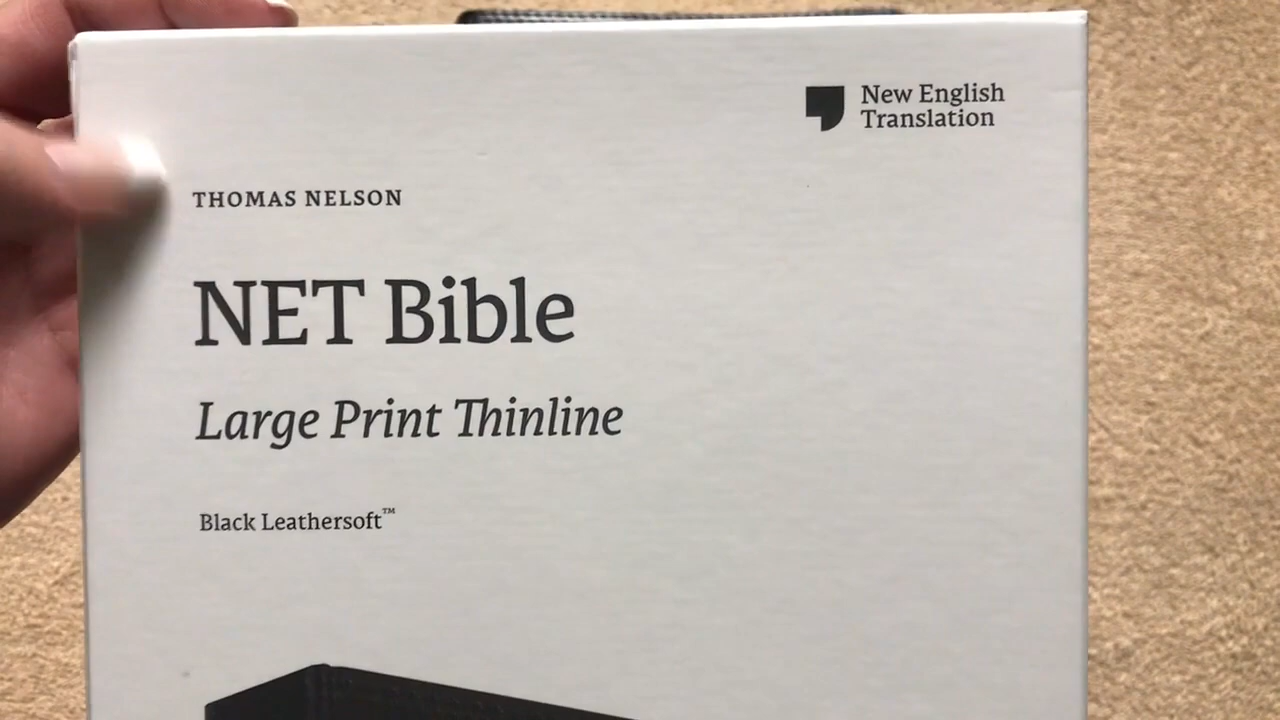 New English
Translation
THOMAS NELSON
NET Bible
Large Print Thinline
Black Leathersoft™